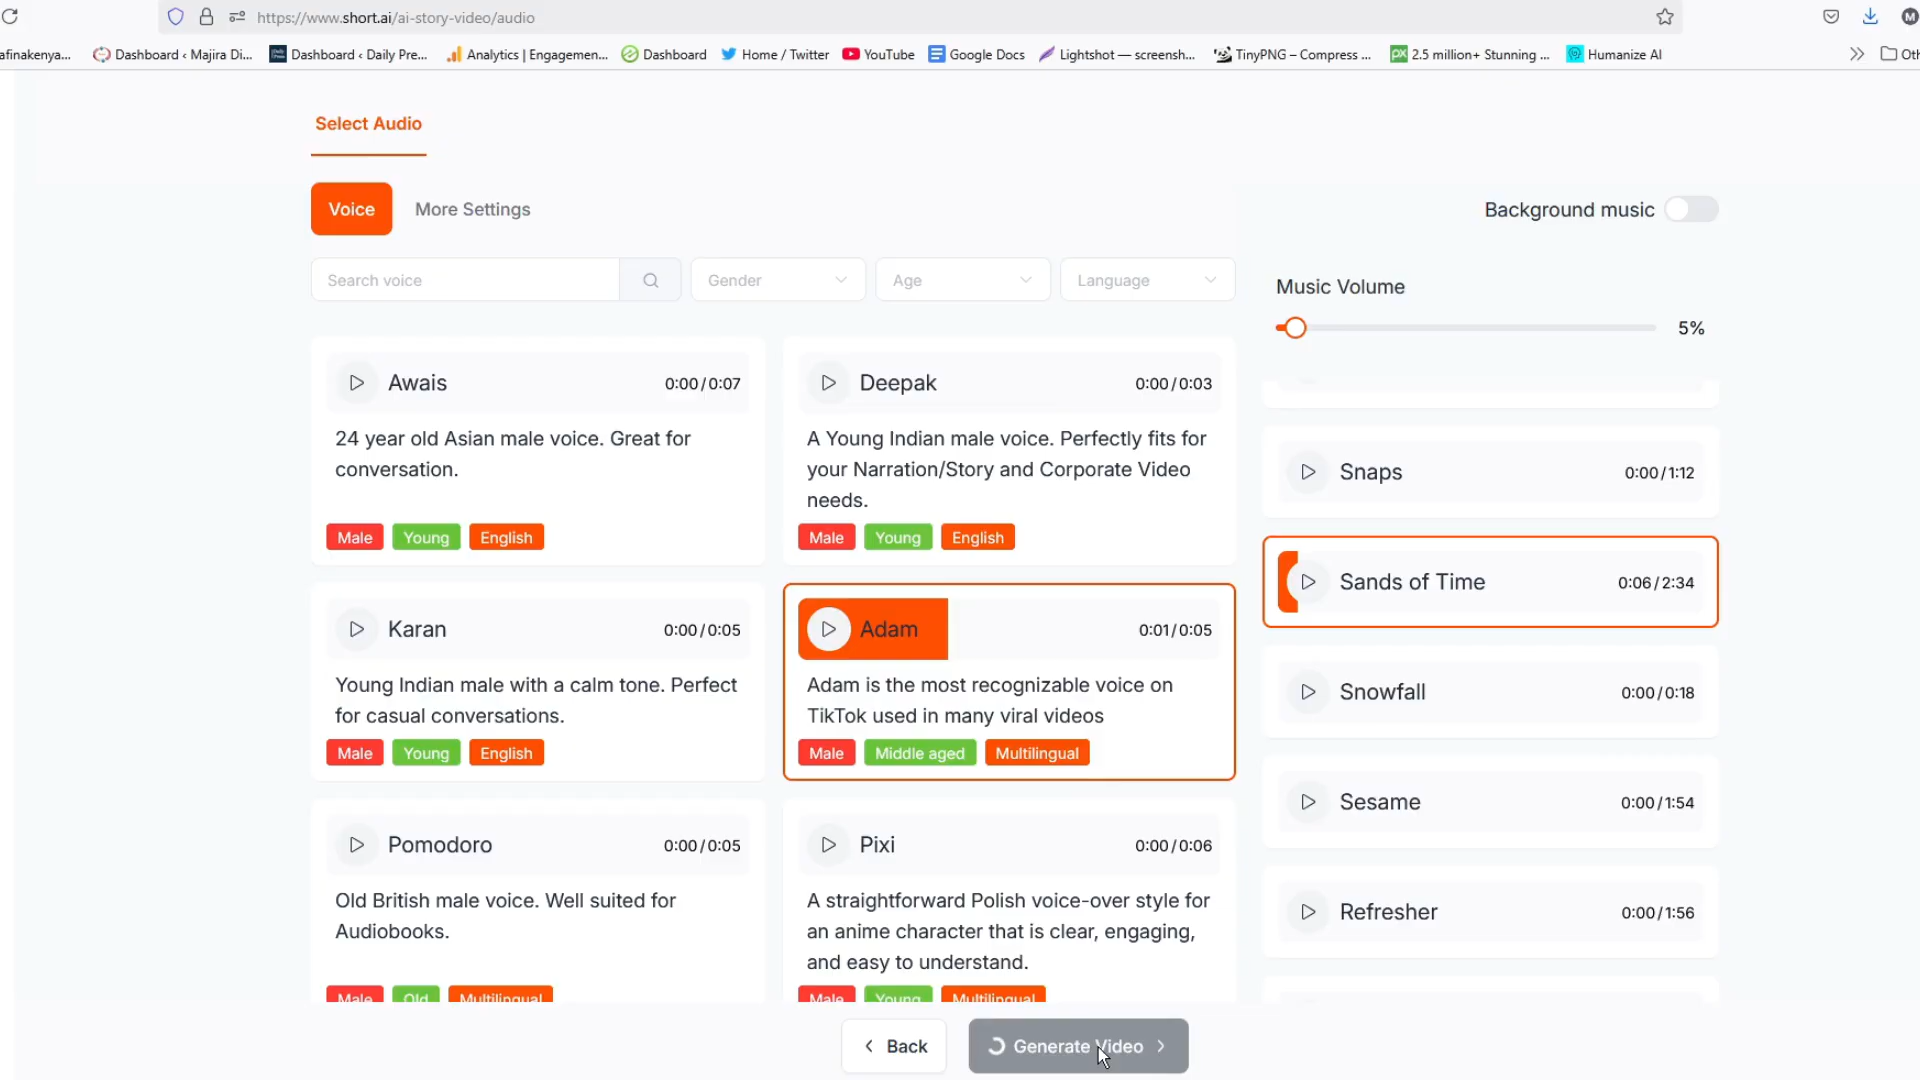 https://www.short.ai/ai-story-video/audio
M
afinakenya...
Dashboard ‹ Majira Di...
Dashboard ‹ Daily Pre...
Analytics | Engagemen...
Dashboard
Home / Twitter
YouTube
Google Docs
Lightshot — screensh...
TinyPNG – Compress ...
PX 2.5 million+ Stunning ...
Humanize AI
Oth
Select Audio
Voice
More Settings
Background music
Search voice
Gender
Age
Language
Music Volume
5%
Awais
0:00/0:07
24 year old Asian male voice. Great for
conversation.
Male
Young
English
Deepak
0:00/0:03
A Young Indian male voice. Perfectly fits for
your Narration/Story and Corporate Video
needs.
Male
Young
English
Karan
0:00/0:05
Young Indian male with a calm tone. Perfect
for casual conversations.
Male
Young
English
Adam
0:01/0:05
Adam is the most recognizable voice on
TikTok used in many viral videos
Male
Middle aged
Multilingual
Pomodoro
0:00/0:05
Old British male voice. Well suited for
Audiobooks.
Male
Old
Multilingual
Pixi
0:00/0:06
A straightforward Polish voice-over style for
an anime character that is clear, engaging,
and easy to understand.
Male
Young
Multilingual
Snaps
0:00/1:12
Sands of Time
0:06/2:34
Snowfall
0:00/0:18
Sesame
0:00/1:54
Refresher
0:00/1:56
Back
Generate Video